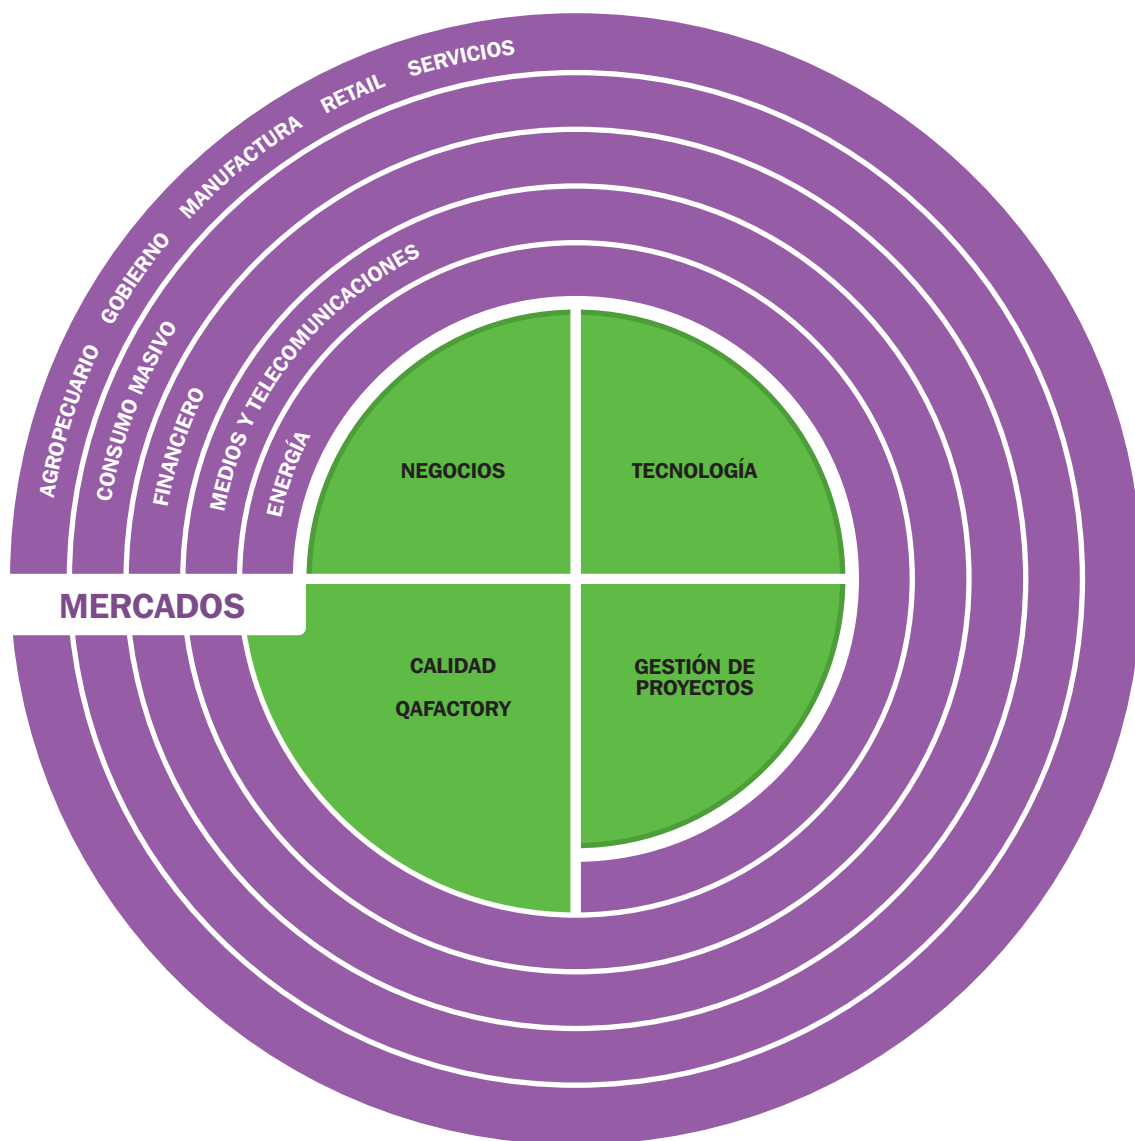 AGROPECUARIO GOBIERNO MANUFACTURA RETAIL SERVICIOS
CONSUMO MASIVO
FINANCIERO
MEDIOS Y TELECOMUNICACIONES
ENERGÍA
NEGOCIOS
TECNOLOGÍA
MERCADOS
CALIDAD
QAFACTORY
GESTIÓN DE
PROYECTOS